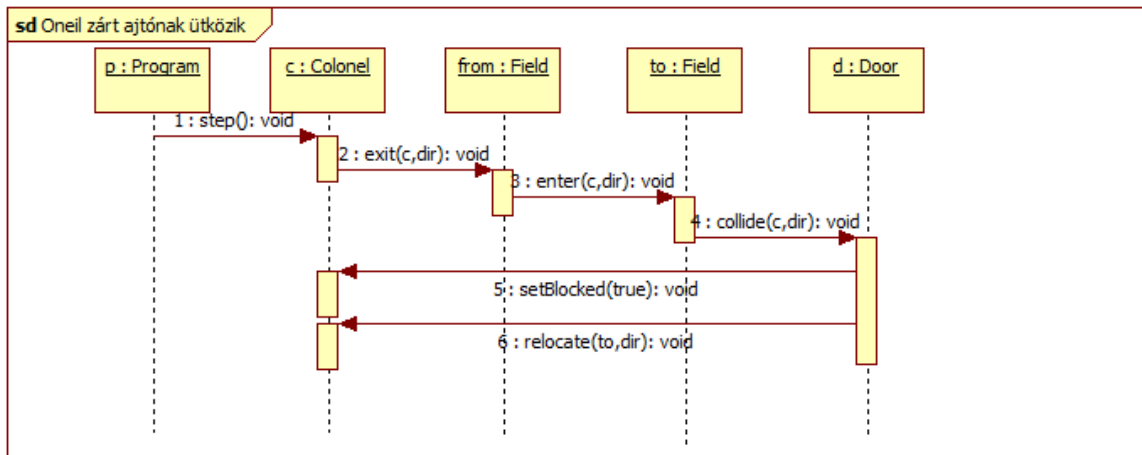 sd Oneil zárt ajtónak ütközik
p : Program
c : Colonel
from : Field
to : Field
d : Door
1 : step(): void
2 : exit(c,dir): void
3 : enter(c,dir): void
4 : collide(c,dir): void
5 : setBlocked(true): void
6 : relocate(to,dir): void